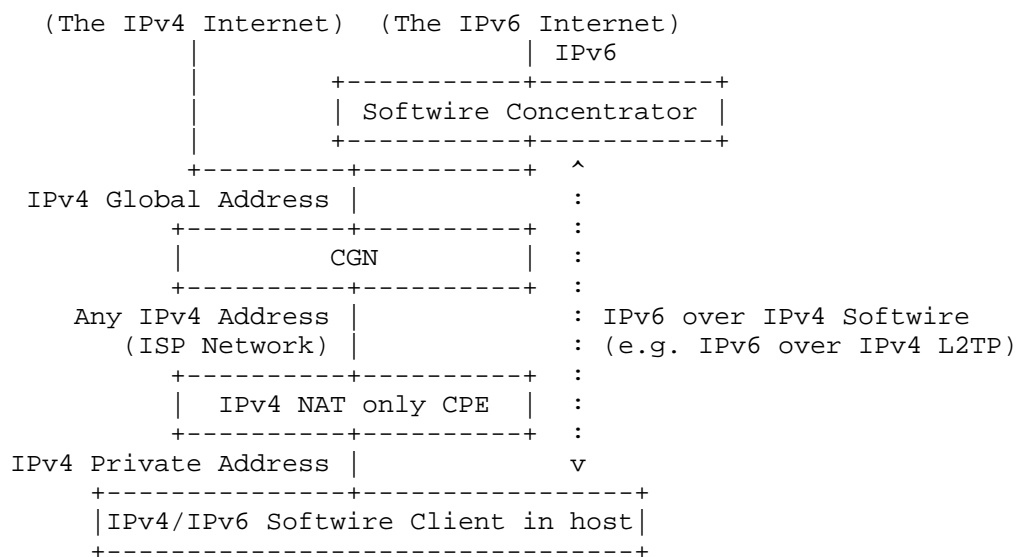 (The IPv4 Internet)  (The IPv6 Internet)
| | IPv6
| +-----------+-----------+
| | Softwire Concentrator |
| +-----------+-----------+
+---------+----------+ ^
IPv4 Global Address | :
+----------+----------+ :
| CGN | :
+----------+----------+ :
Any IPv4 Address | : IPv6 over IPv4 Softwire
(ISP Network) | : (e.g. IPv6 over IPv4 L2TP)
+----------+----------+ :
| IPv4 NAT only CPE | :
+----------+----------+ :
IPv4 Private Address | v
+---------------+-----------------+
|IPv4/IPv6 Softwire Client in host|
+---------------------------------+